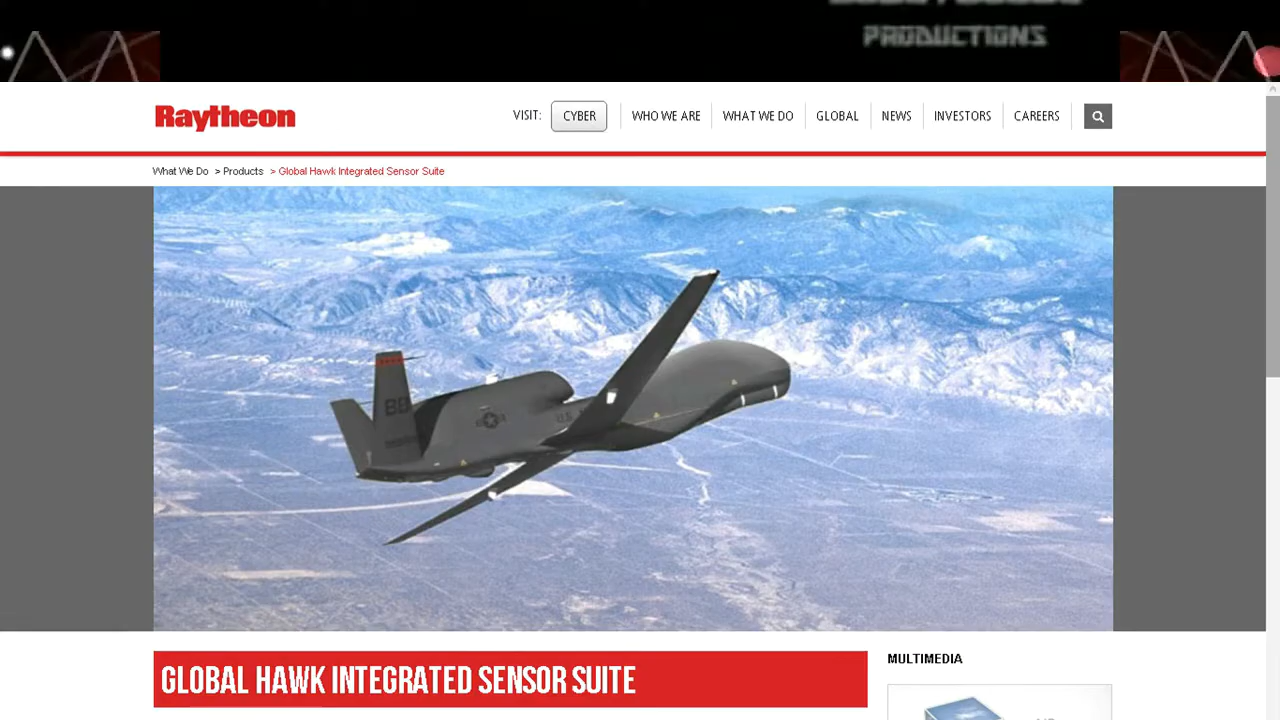 PRODUCTIONS
Raytheon
VISIT: CYBER WHO WE ARE WHAT WE DO GLOBAL NEWS INVESTORS CAREERS
What We Do > Products > Global Hawk Integrated Sensor Suite
BB
GLOBAL HAWK INTEGRATED SENSOR SUITE
MULTIMEDIA